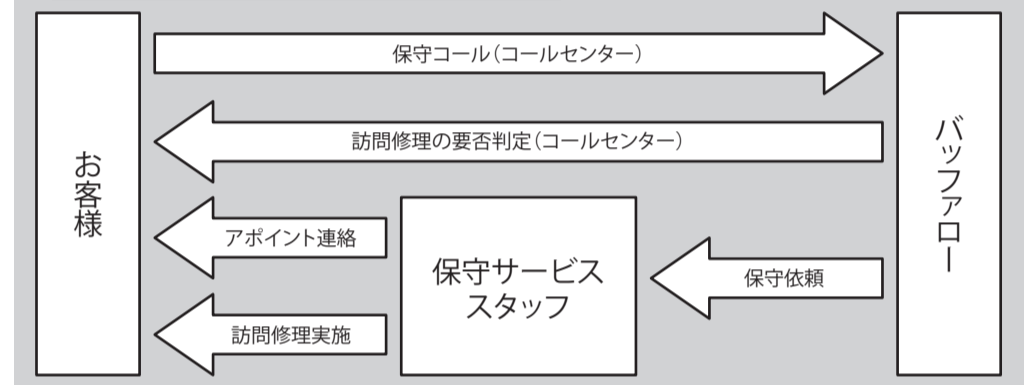 お客様
保守コール（コールセンター）
バッファロー
訪問修理の要否判定（コールセンター）
アポイント連絡
保守サービス
スタッフ
保守依頼
訪問修理実施